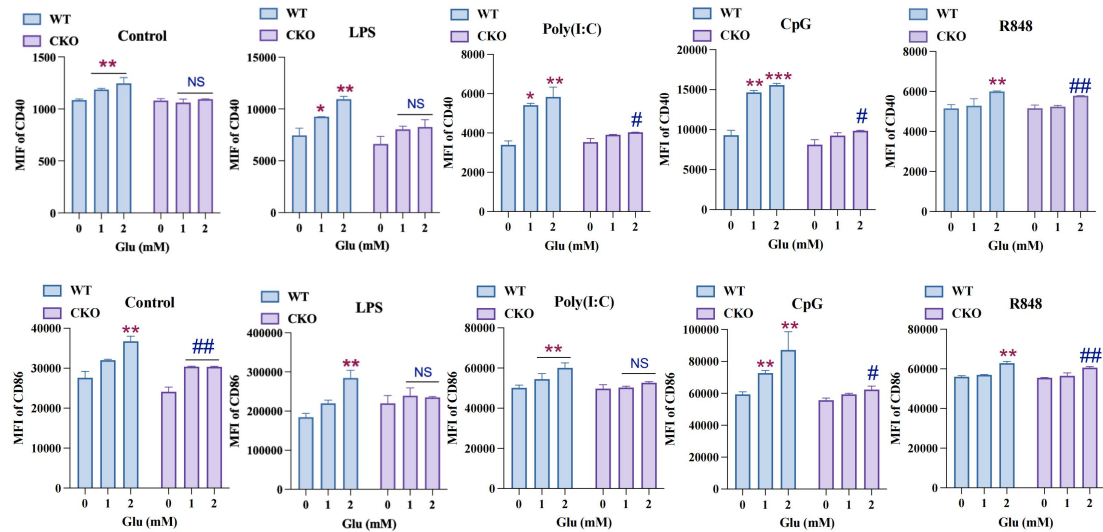 WT
CKO
Control
MIF of CD40
1500
1000
500
0
**
NS
0 1 2 0 1 2
Glu (mM)
WT
CKO
LPS
MIF of CD40
15000
10000
5000
0
*
**
NS
0 1 2 0 1 2
Glu (mM)
WT
CKO
Poly(I:C)
MFI of CD40
8000
6000
4000
2000
0
*
**
#
0 1 2 0 1 2
Glu (mM)
WT
CKO
CpG
MFI of CD40
20000
15000
10000
5000
0
**
***
#
0 1 2 0 1 2
Glu (mM)
WT
CKO
R848
MFI of CD40
8000
6000
4000
2000
0
**
##
0 1 2 0 1 2
Glu (mM)
WT
CKO
Control
MFI of CD86
40000
30000
20000
10000
0
**
##
0 1 2 0 1 2
Glu (mM)
WT
CKO
LPS
MFI of CD86
400000
300000
200000
100000
0
**
NS
0 1 2 0 1 2
Glu (mM)
WT
CKO
Poly(I:C)
MFI of CD86
80000
60000
40000
20000
0
**
NS
0 1 2 0 1 2
Glu (mM)
WT
CKO
CpG
MFI of CD86
100000
80000
60000
40000
20000
0
**
**
#
0 1 2 0 1 2
Glu (mM)
WT
CKO
R848
MFI of CD86
80000
60000
40000
20000
0
**
##
0 1 2 0 1 2
Glu (mM)